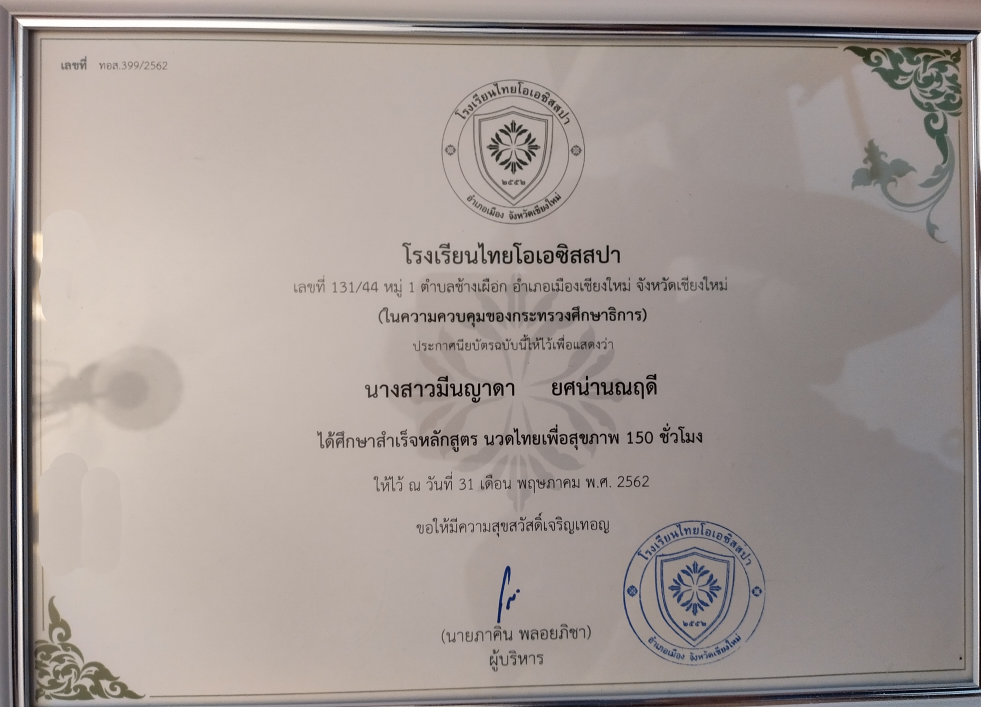 เลขที่ ทอส.399/2562
โรงเรียนไทยโอเอซิสสปา
๒๕๕๒
อำเภอเมือง จังหวัดเชียงใหม่
โรงเรียนไทยโอเอซิสสปา
เลขที่ 131/44 หมู่ 1 ตำบลช้างเผือก อำเภอเมืองเชียงใหม่ จังหวัดเชียงใหม่
(ในความควบคุมของกระทรวงศึกษาธิการ)
ประกาศนียบัตรฉบับนี้ให้ไว้เพื่อแสดงว่า
นางสาวมีนญาดา ยศน่านณฤดี
ได้ศึกษาสำเร็จหลักสูตร นวดไทยเพื่อสุขภาพ 150 ชั่วโมง
ให้ไว้ ณ วันที่ 31 เดือน พฤษภาคม พ.ศ. 2562
ขอให้มีความสุขสวัสดิ์เจริญเทอญ
โรงเรียนไทยโอเอซิสสปา
๒๕๕๒
อำเภอเมือง จังหวัดเชียงใหม่
(นายภาคิน พลอยภิชา)
ผู้บริหาร